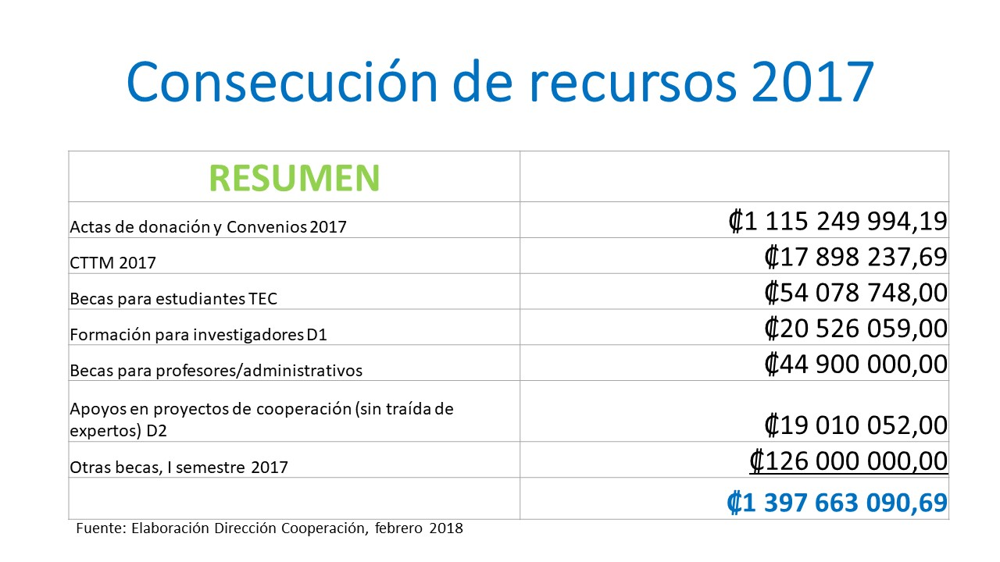 Consecución de recursos 2017
RESUMEN
Actas de donación y Convenios 2017 ₡1 115 249 994,19
CTTM 2017 ₡17 898 237,69
Becas para estudiantes TEC ₡54 078 748,00
Formación para investigadores D1 ₡20 526 059,00
Becas para profesores/administrativos ₡44 900 000,00
Apoyos en proyectos de cooperación (sin traída de
expertos) D2 ₡19 010 052,00
Otras becas, I semestre 2017 ₡126 000 000,00
₡1 397 663 090,69
Fuente: Elaboración Dirección Cooperación, febrero 2018